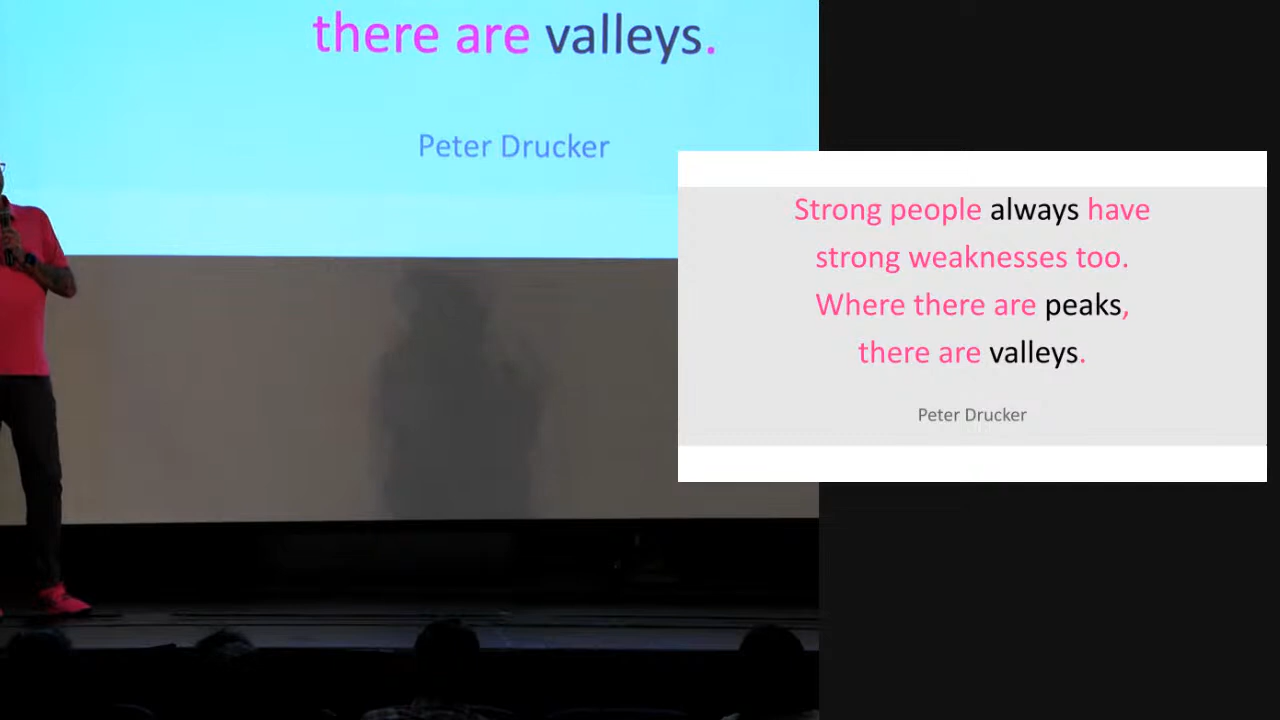 there are valleys.
Peter Drucker
Strong people always have
strong weaknesses too.
Where there are peaks,
there are valleys.
Peter Drucker